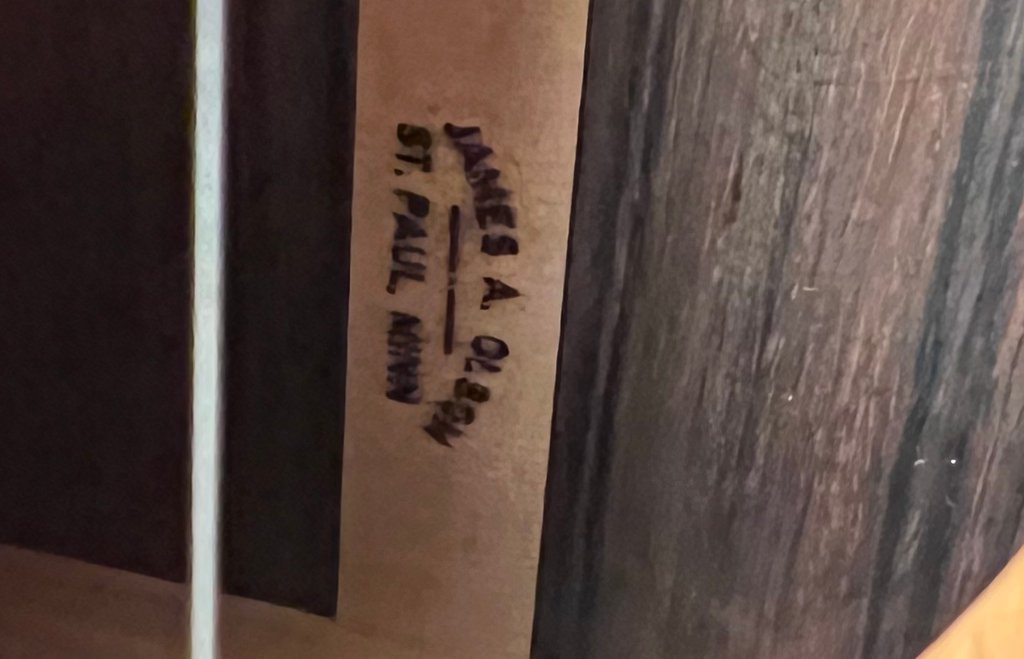 JAMES A. OLSON
ST. PAUL, MINN